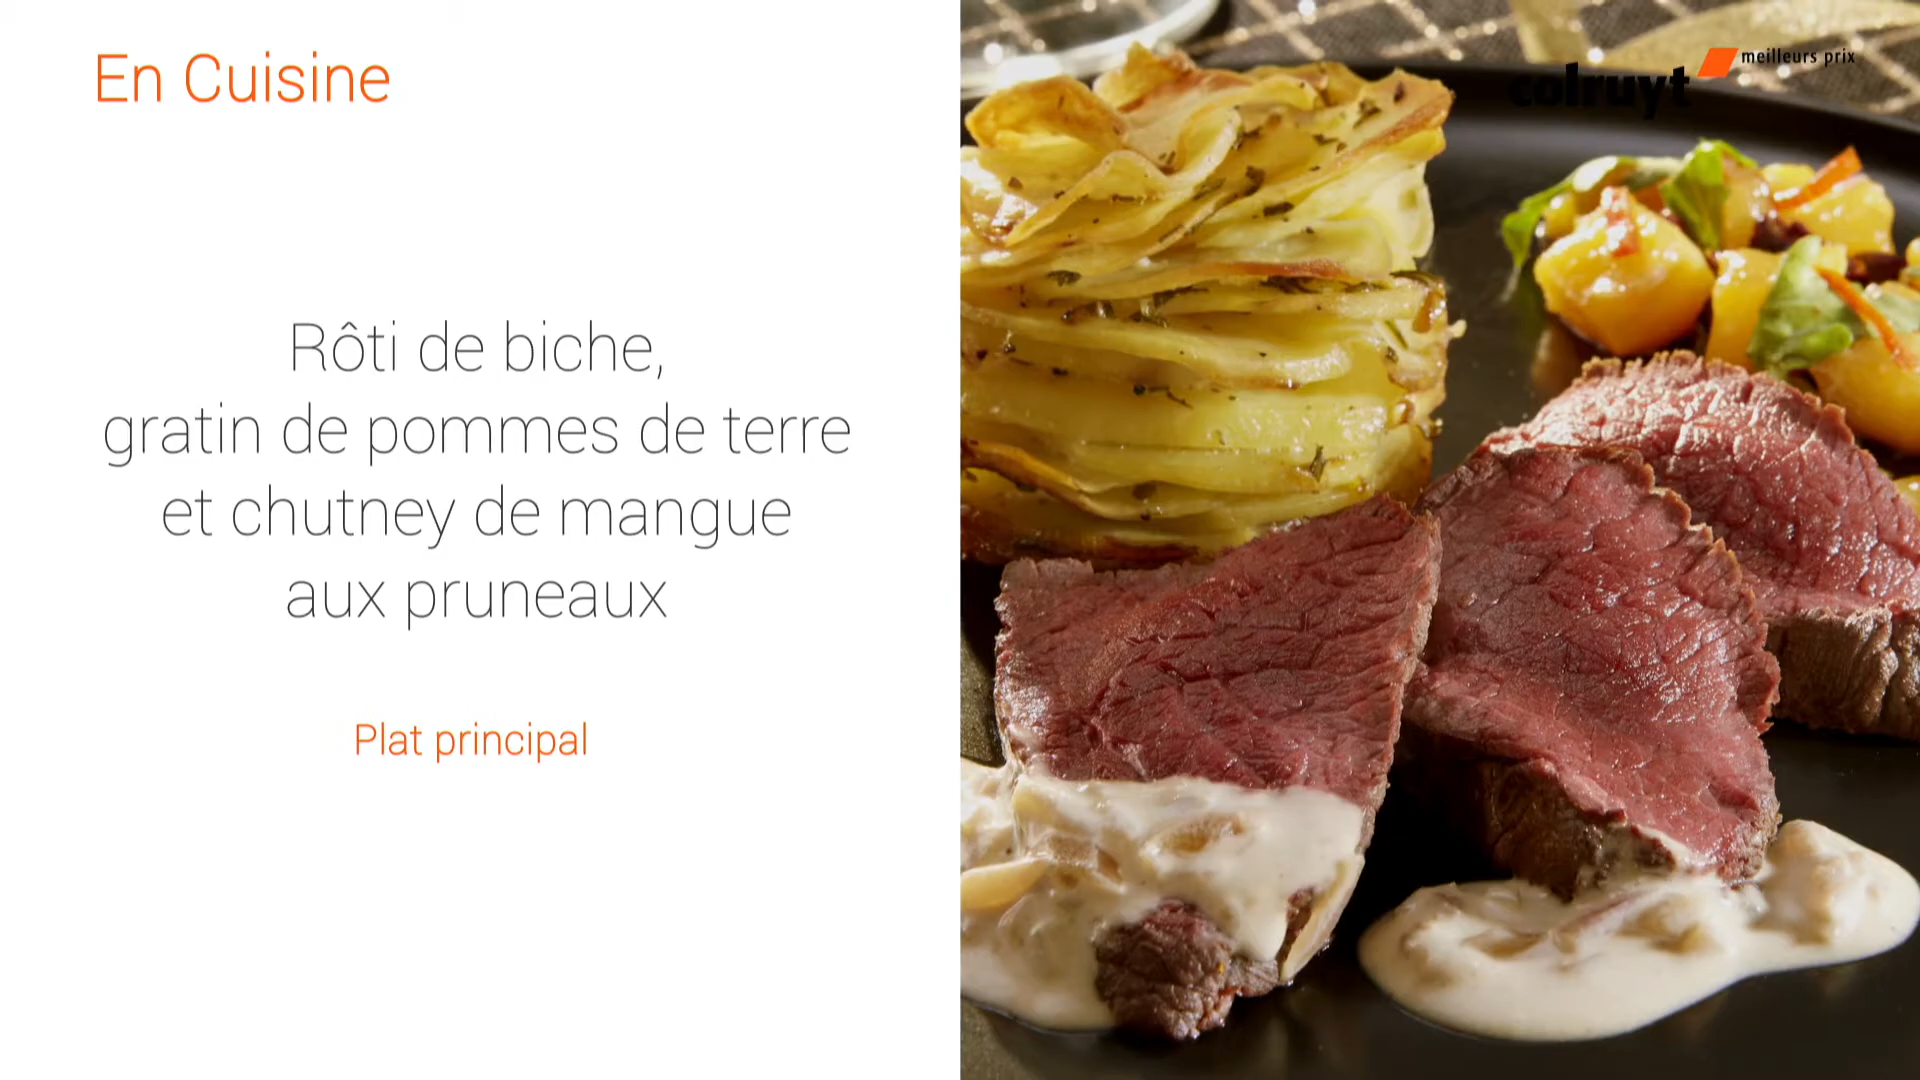 En Cuisine
colruyt meilleurs prix
Rôti de biche,
gratin de pommes de terre
et chutney de mangue
aux pruneaux
Plat principal